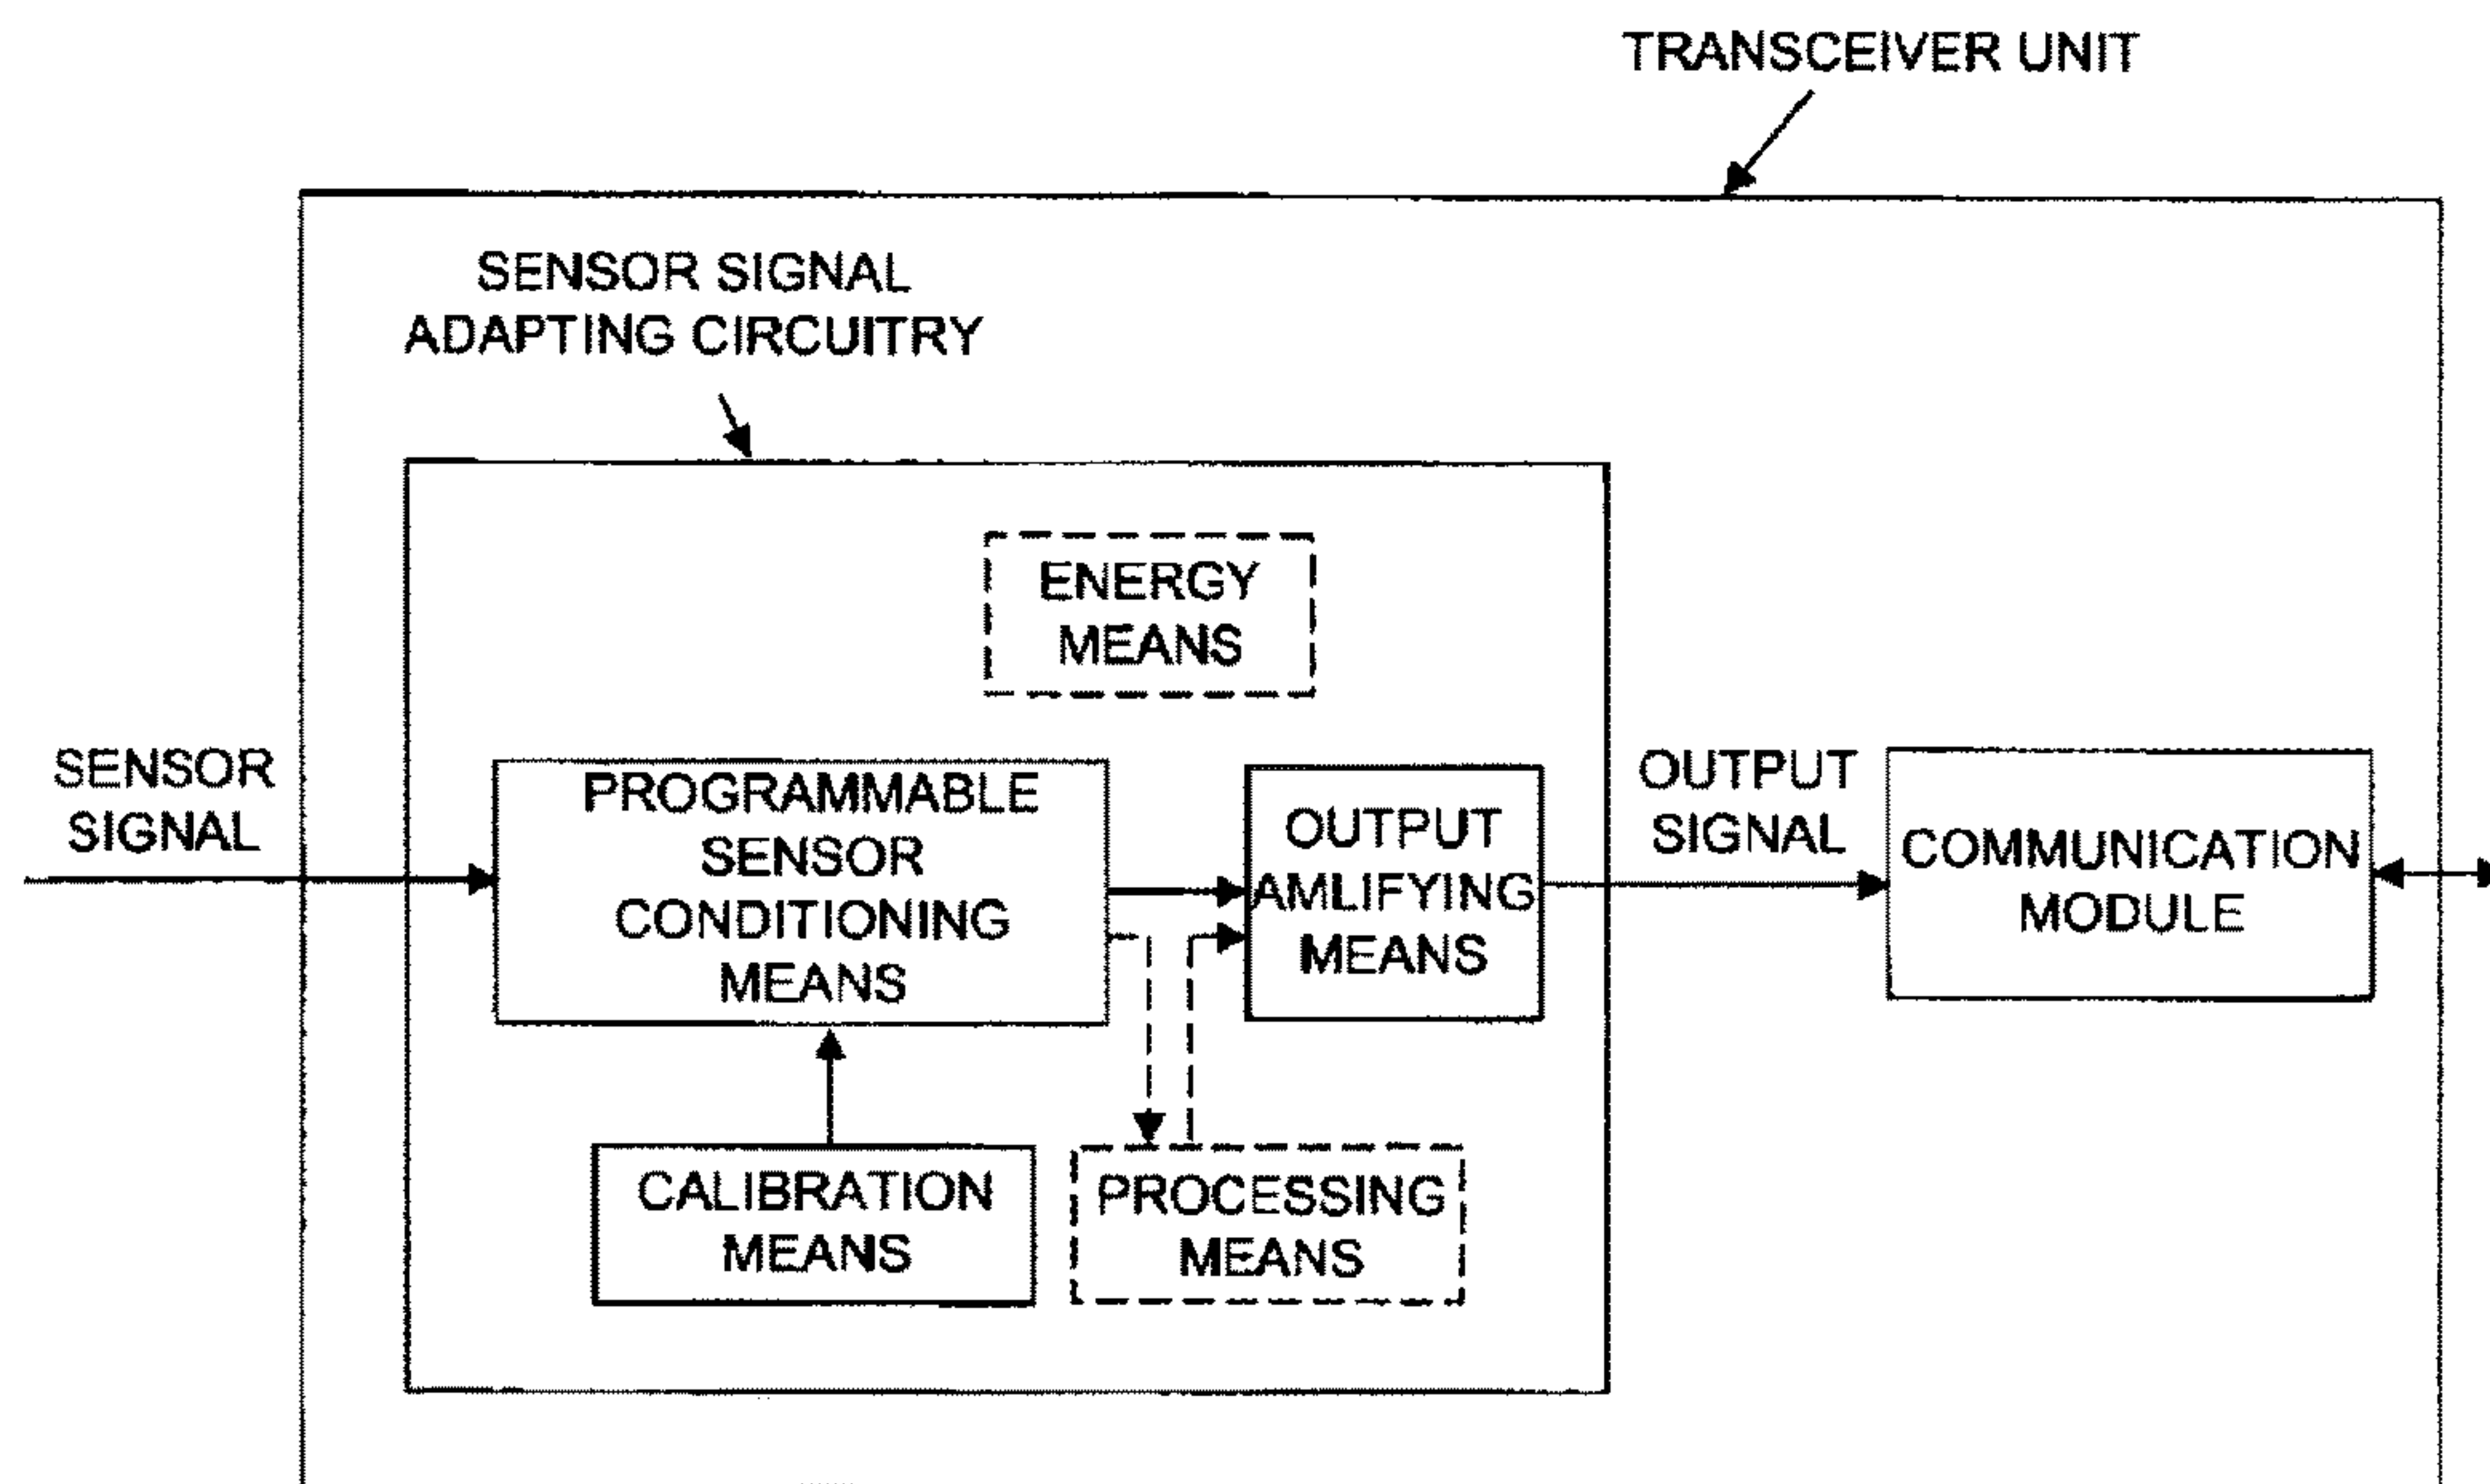 TRANSCEIVER UNIT
SENSOR SIGNAL
ADAPTING CIRCUITRY
ENERGY
MEANS
SENSOR
SIGNAL
PROGRAMMABLE
SENSOR
CONDITIONING
MEANS
OUTPUT
AMLIFYING
MEANS
OUTPUT
SIGNAL
COMMUNICATION
MODULE
CALIBRATION
MEANS
PROCESSING
MEANS